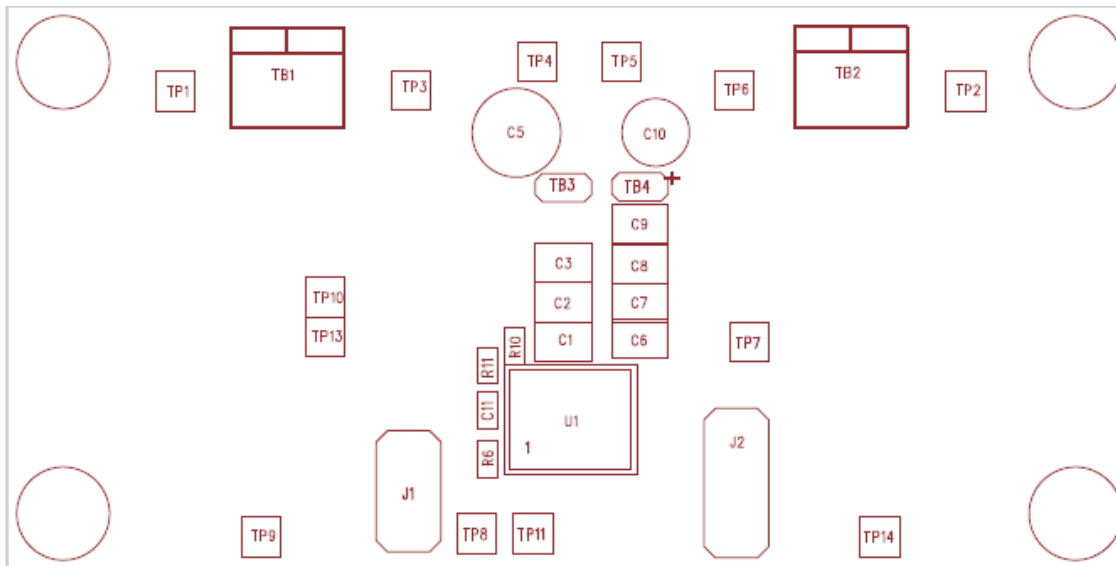 TP4
TP5
TB1
TB2
TP1
TP3
TP6
TP2
C5
C10
TB3
TB4
+
C9
C3
C8
TP10
C2
C7
TP13
R10
C1
C6
TP7
R11
C11
U1
1
J2
R6
J1
TP9
TP8
TP11
TP14